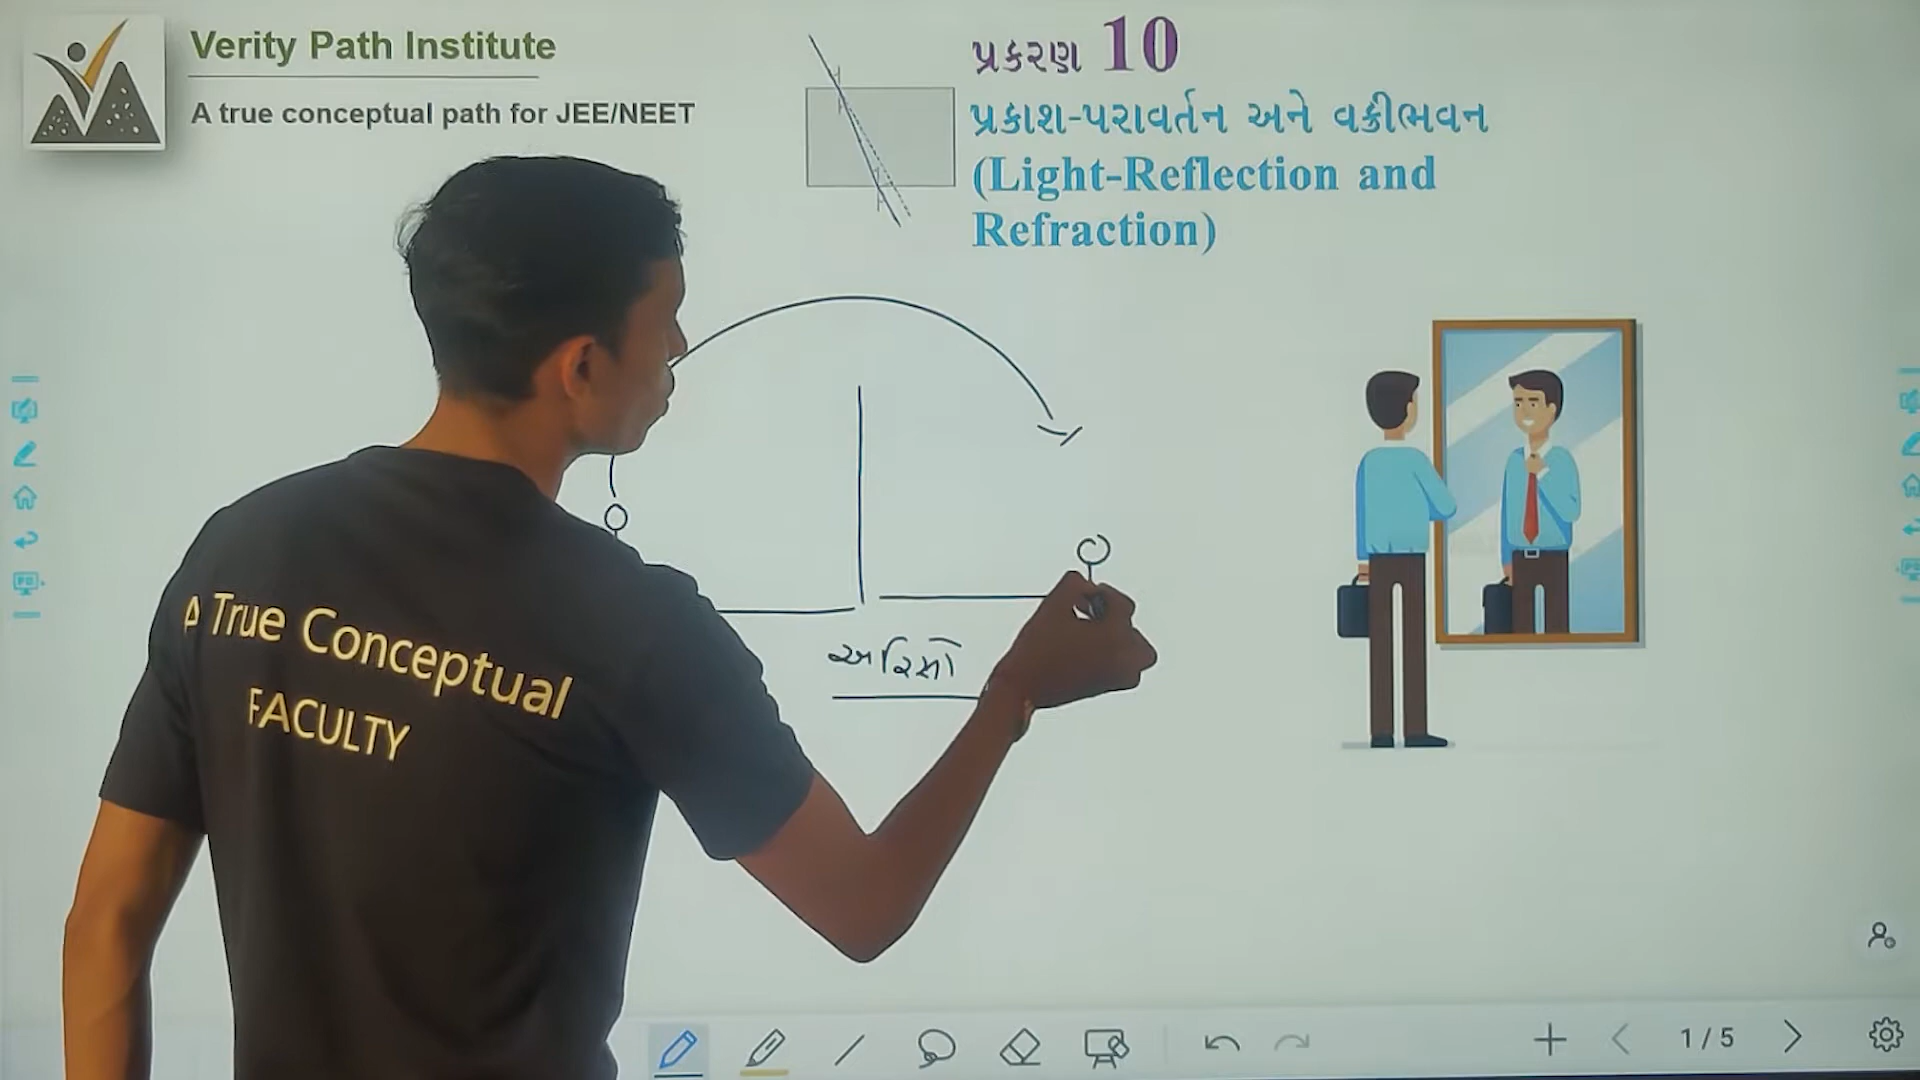 Verity Path Institute
A true conceptual path for JEE/NEET
પ્રકરણ 10
પ્રકાશ-પરાવર્તન અને વક્રીભવન
(Light-Reflection and
Refraction)
અરિસો
A True Conceptual
FACULTY
1 / 5